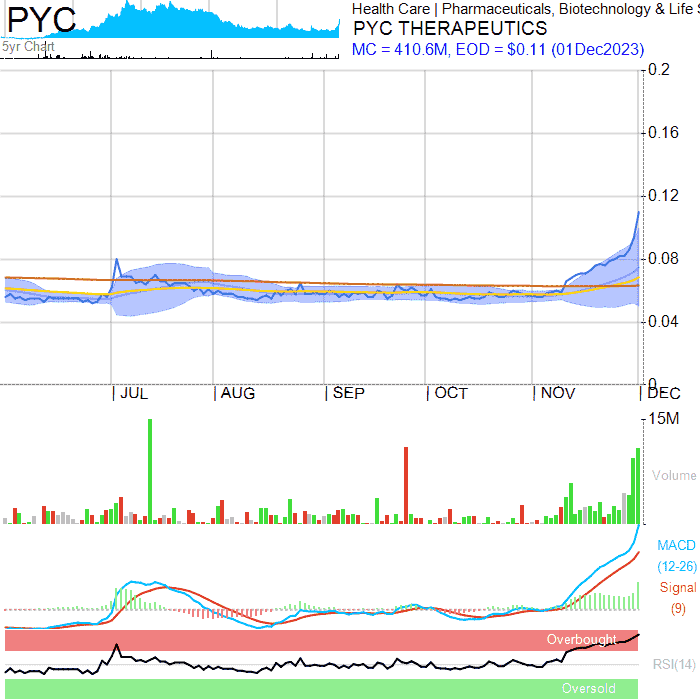 PYC
5yr Chart
Health Care | Pharmaceuticals, Biotechnology & Life S
PYC THERAPEUTICS
MC = 410.6M, EOD = $0.11 (01Dec2023)
0.2
0.16
0.12
0.08
0.04
0
JUL AUG SEP OCT NOV DEC
15M
Volume
MACD
(12-26)
Signal
(9)
Overbought
RSI(14)
Oversold